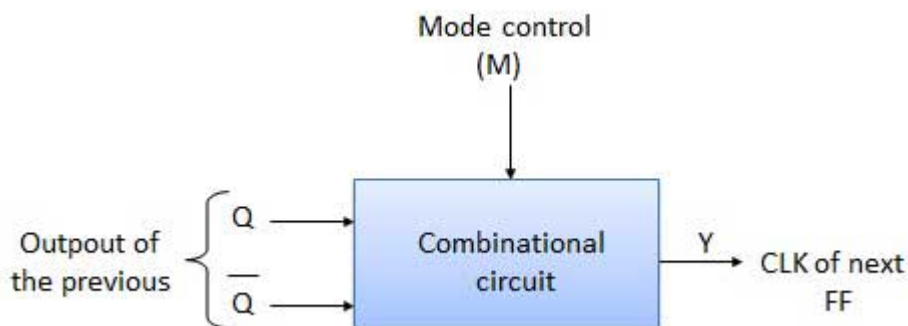 Mode control
(M)
Q
Outpout of
the previous
Q
Combinational
circuit
Y
CLK of next
FF